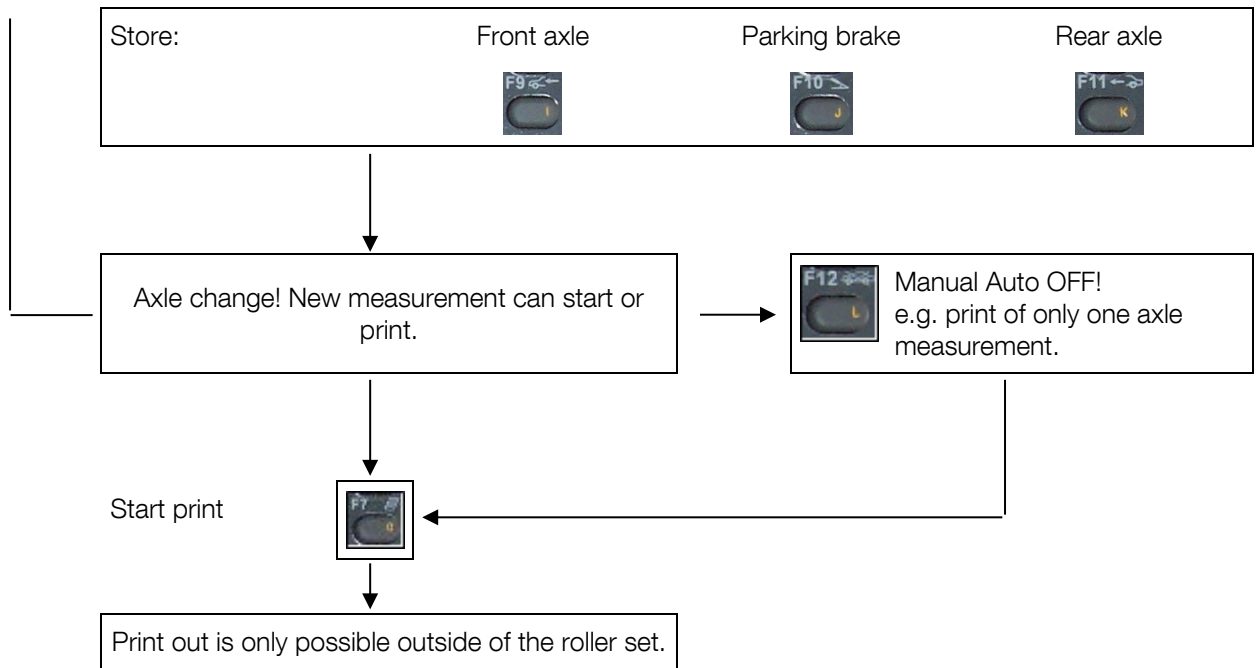 Store: Front axle Parking brake Rear axle
F9 F10 F11
I J K
Axle change! New measurement can start or
print.
F12
L
Manual Auto OFF!
e.g. print of only one axle
measurement.
Start print
F7
G
Print out is only possible outside of the roller set.